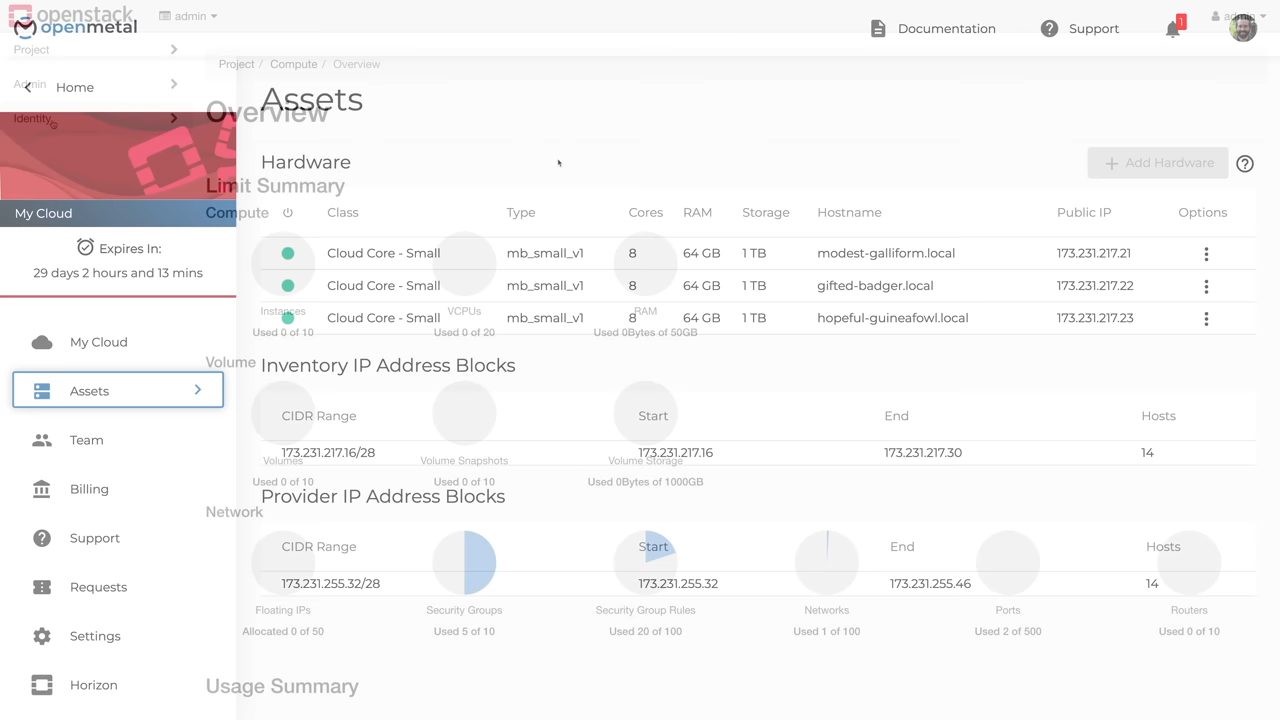 openstack
admin
openmetal
Documentation
Support
1
admin
Project
Project / Compute / Overview
Admin
Home
Assets
Overview
Identity
Hardware
Add Hardware
Limit Summary
My Cloud
Compute
Class Type Cores RAM Storage Hostname Public IP Options
Expires In:
29 days 2 hours and 13 mins
Cloud Core - Small mb_small_v1 8 64 GB 1 TB modest-galliform.local 173.231.217.21
Cloud Core - Small mb_small_v1 8 64 GB 1 TB gifted-badger.local 173.231.217.22
Instances VCPUs RAM
Cloud Core - Small mb_small_v1 8 64 GB 1 TB hopeful-guineafowl.local 173.231.217.23
Used 0 of 10 Used 0 of 20 Used 0Bytes of 50GB
My Cloud
Volume
Inventory IP Address Blocks
Assets
CIDR Range Start End Hosts
Team
173.231.217.16/28 173.231.217.16 173.231.217.30 14
Volumes Volume Snapshots Volume Storage
Used 0 of 10 Used 0 of 10 Used 0Bytes of 1000GB
Billing
Provider IP Address Blocks
Network
Support
CIDR Range Start End Hosts
173.231.255.32/28 173.231.255.32 173.231.255.46 14
Requests
Floating IPs Security Groups Security Group Rules Networks Ports Routers
Allocated 0 of 50 Used 5 of 10 Used 20 of 100 Used 1 of 100 Used 2 of 500 Used 0 of 10
Settings
Horizon
Usage Summary